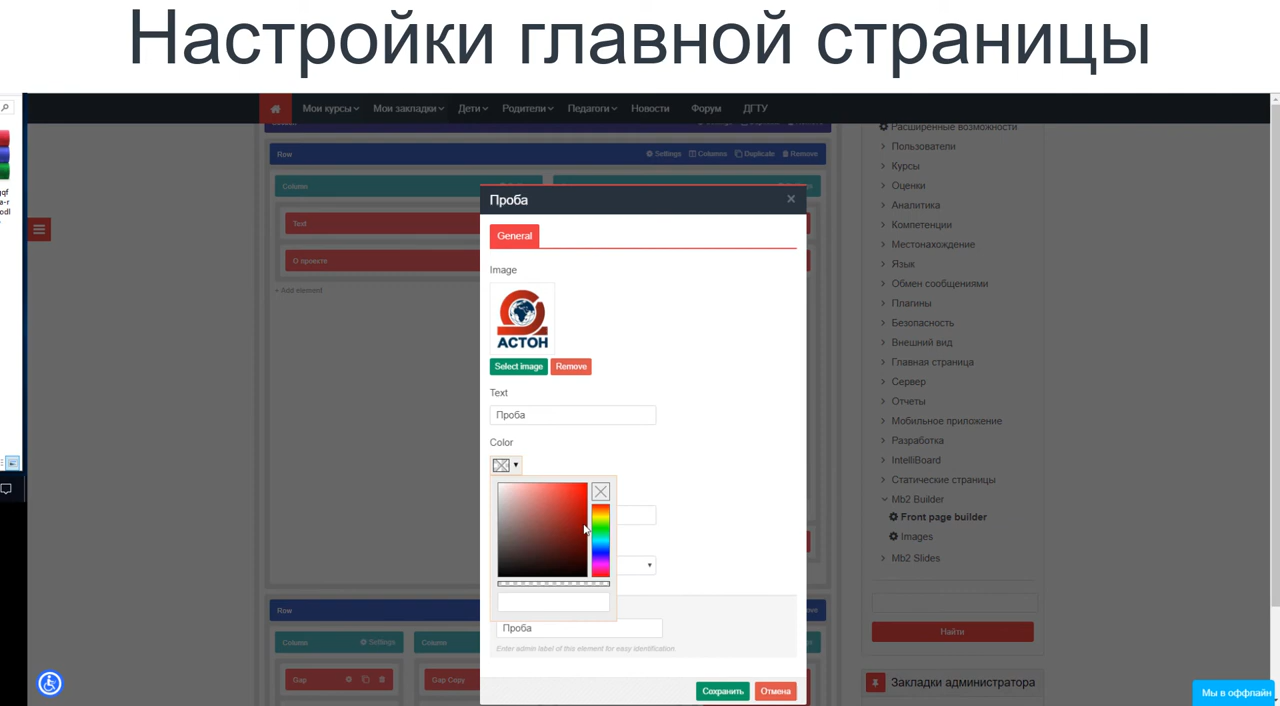 Настройки главной страницы
Мои курсы Мои закладки Дети Родители Педагоги Новости Форум ДГТУ
Row
Settings Columns Duplicate Remove
Column
Text
О проекте
+ Add element
Проба
×
General
Image
АСТОН
Select image Remove
Text
Проба
Color
Проба
Enter admin label of this element for easy identification.
Сохранить Отмена
Row
Column Settings Column
Gap Gap Copy
Расширенные возможности
Пользователи
Курсы
Оценки
Аналитика
Компетенции
Местонахождение
Язык
Обмен сообщениями
Плагины
Безопасность
Внешний вид
Главная страница
Сервер
Отчеты
Мобильное приложение
Разработка
IntelliBoard
Статические страницы
Mb2 Builder
Front page builder
Images
Mb2 Slides
Найти
Закладки администратора
Мы в оффлайн